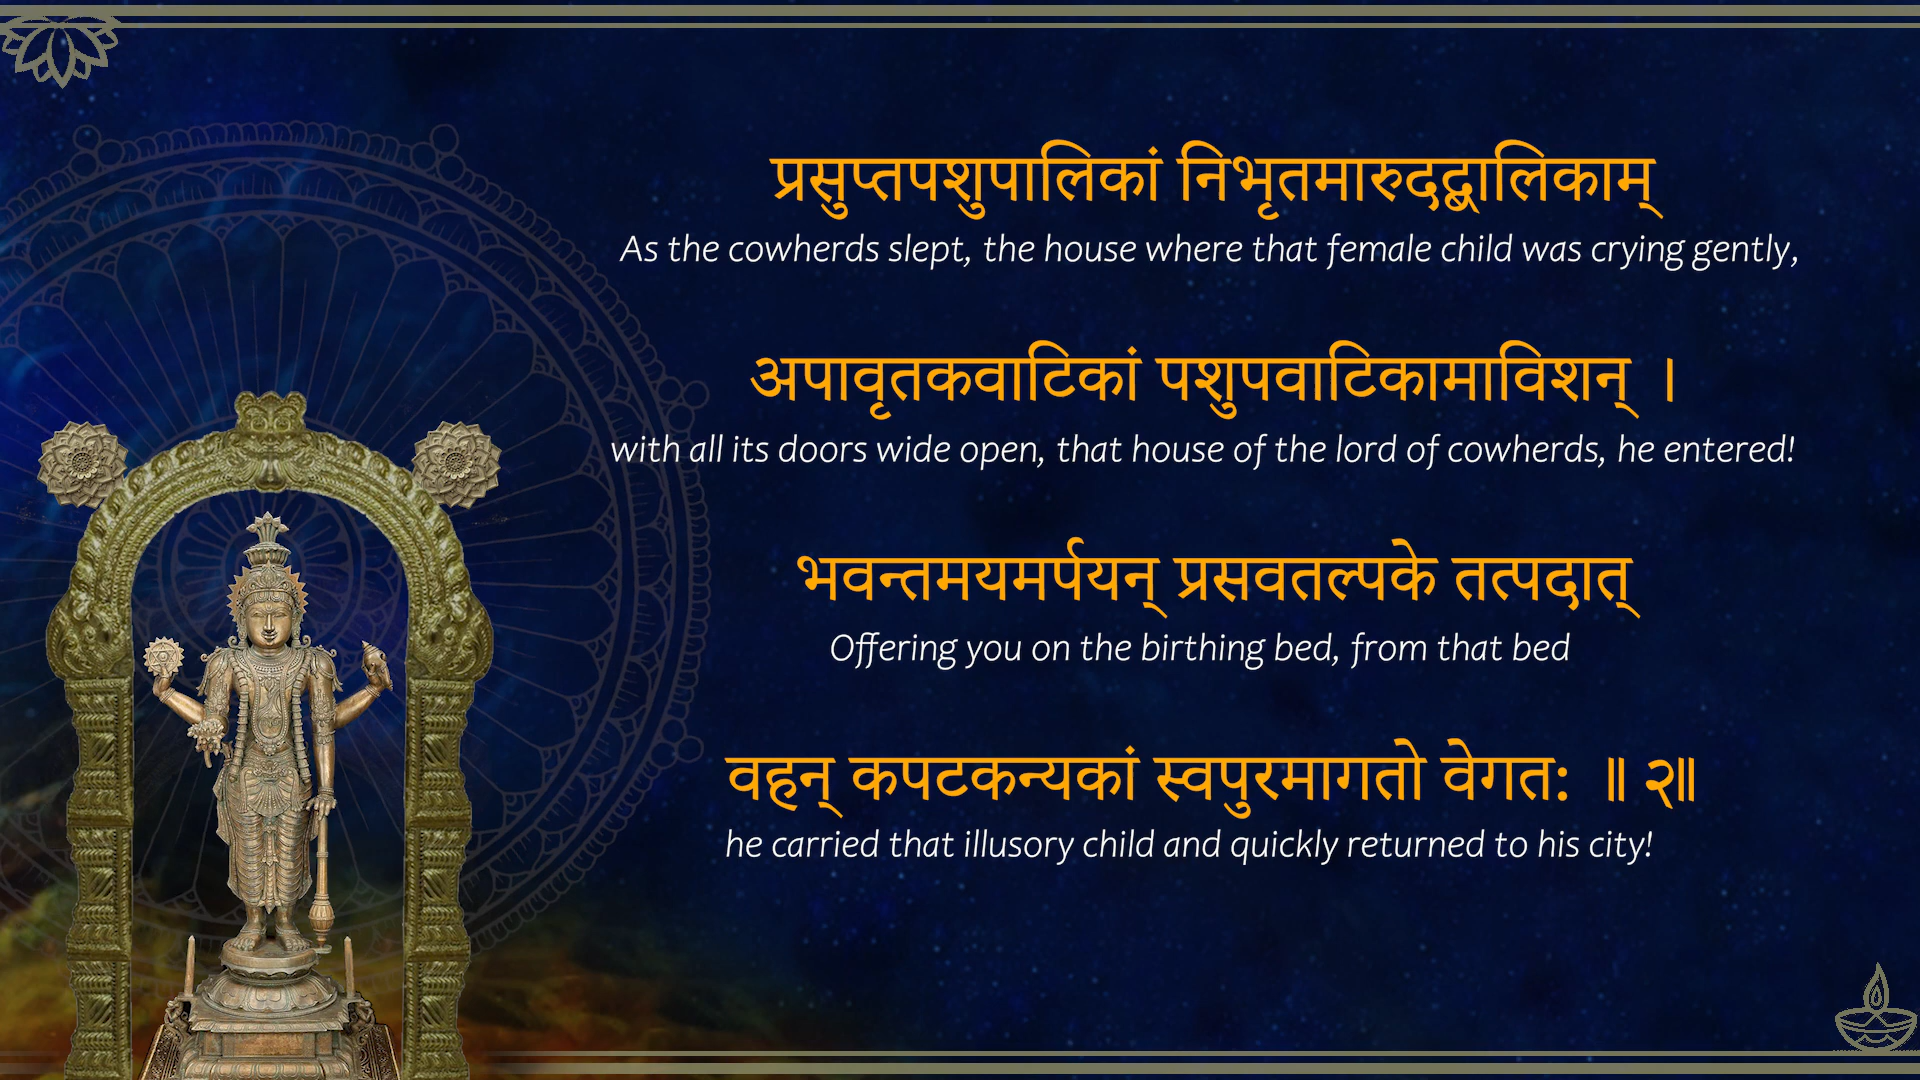 प्रसुप्तपशुपालिकां निभृतमारुदद्बालिकाम्
As the cowherds slept, the house where that female child was crying gently,
अपावृतकवाटिकां पशुपवाटिकामाविशन् ।
with all its doors wide open, that house of the lord of cowherds, he entered!
भवन्तमयमर्पयन् प्रसवतल्पके तत्पदात्
Offering you on the birthing bed, from that bed
वहन् कपटकन्यकां स्वपुरमागतो वेगतः ॥ २॥
he carried that illusory child and quickly returned to his city!